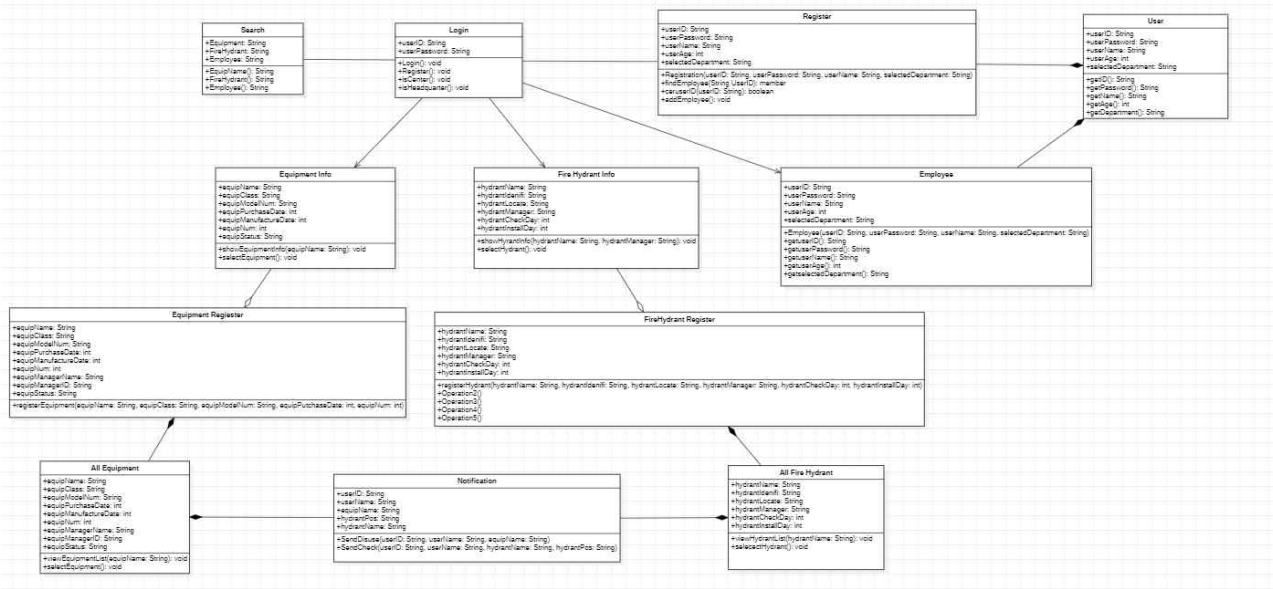 Search
+Equipment: String
+FireHydrant: String
+Employee: String
+EquipName(): String
+FireHydrant(): String
+Employee(): String
Login
+userID: String
+userPassword: String
+Login(): void
+Register(): void
+isCenter(): void
+isHeadquarter(): void
Register
+userID: String
+userPassword: String
+userName: String
+userAge: int
+selectedDepartment: String
+Registration(userID: String, userPassword: String, userName: String, selectedDepartment: String)
+findEmployee(String UserID): member
+ceruserID(userID: String): boolean
+addEmployee(): void
User
+userID: String
+userPassword: String
+userName: String
+userAge: int
+selectedDepartment: String
+getID(): String
+getPassword(): String
+getName(): String
+getAge(): int
+getDepartment(): String
Equipment Info
+equipName: String
+equipClass: String
+equipModelNum: String
+equipPurchaseDate: int
+equipManufactureDate: int
+equipNum: int
+equipStatus: String
+showEquipmentInfo(equipName: String): void
+selectEquipment(): void
Fire Hydrant Info
+hydrantName: String
+hydrantIdenifi: String
+hydrantLocate: String
+hydrantManager: String
+hydrantCheckDay: int
+hydrantInstallDay: int
+showHyrantInfo(hydrantName: String, hydrantManager: String): void
+selectHydrant(): void
Employee
+userID: String
+userPassword: String
+userName: String
+userAge: int
+selectedDepartment: String
+Employee(userID: String, userPassword: String, userName: String, selectedDepartment: String)
+getuserID(): String
+getuserPassword(): String
+getuserName(): String
+getuserAge(): int
+getselectedDepartment(): String
Equipment Regiester
+equipName: String
+equipClass: String
+equipModelNum: String
+equipPurchaseDate: int
+equipManufactureDate: int
+equipNum: int
+equipManagerName: String
+equipManagerID: String
+equipStatus: String
+registerEquipment(equipName: String, equipClass: String, equipModelNum: String, equipPutchaseDate: int, equipNum: int)
FireHydrant Register
+hydrantName: String
+hydrantIdenifi: String
+hydrantLocate: String
+hydrantManager: String
+hydrantCheckDay: int
+hydrantInstallDay: int
+registerHydrant(hydrantName: String, hydrantIdenifi: String, hydrantLocate: String, hydrantManager: String, hydrantCheckDay: int, hydrantInstallDay: int)
+Operation2()
+Operation3()
+Operation4()
+Operation5()
All Equipment
+equipName: String
+equipClass: String
+equipModelNum: String
+equipPurchaseDate: int
+equipManufactureDate: int
+equipNum: int
+equipManagerName: String
+equipManagerID: String
+equipStatus: String
+viewEquipmentList(equipName: String): void
+selectEquipment(): void
Notification
+userID: String
+userName: String
+equipName: String
+hydrantPos: String
+hydrantName: String
+SendDisuse(userID: String, userName: String, equipName: String)
+SendCheck(userID: String, userName: String, hydrantName: String, hydrantPos: String)
All Fire Hydrant
+hydrantName: String
+hydrantIdenifi: String
+hydrantLocate: String
+hydrantManager: String
+hydrantCheckDay: int
+hydrantInstallDay: int
+viewHydrantList(hydrantName: String): void
+selecectHydrant(): void